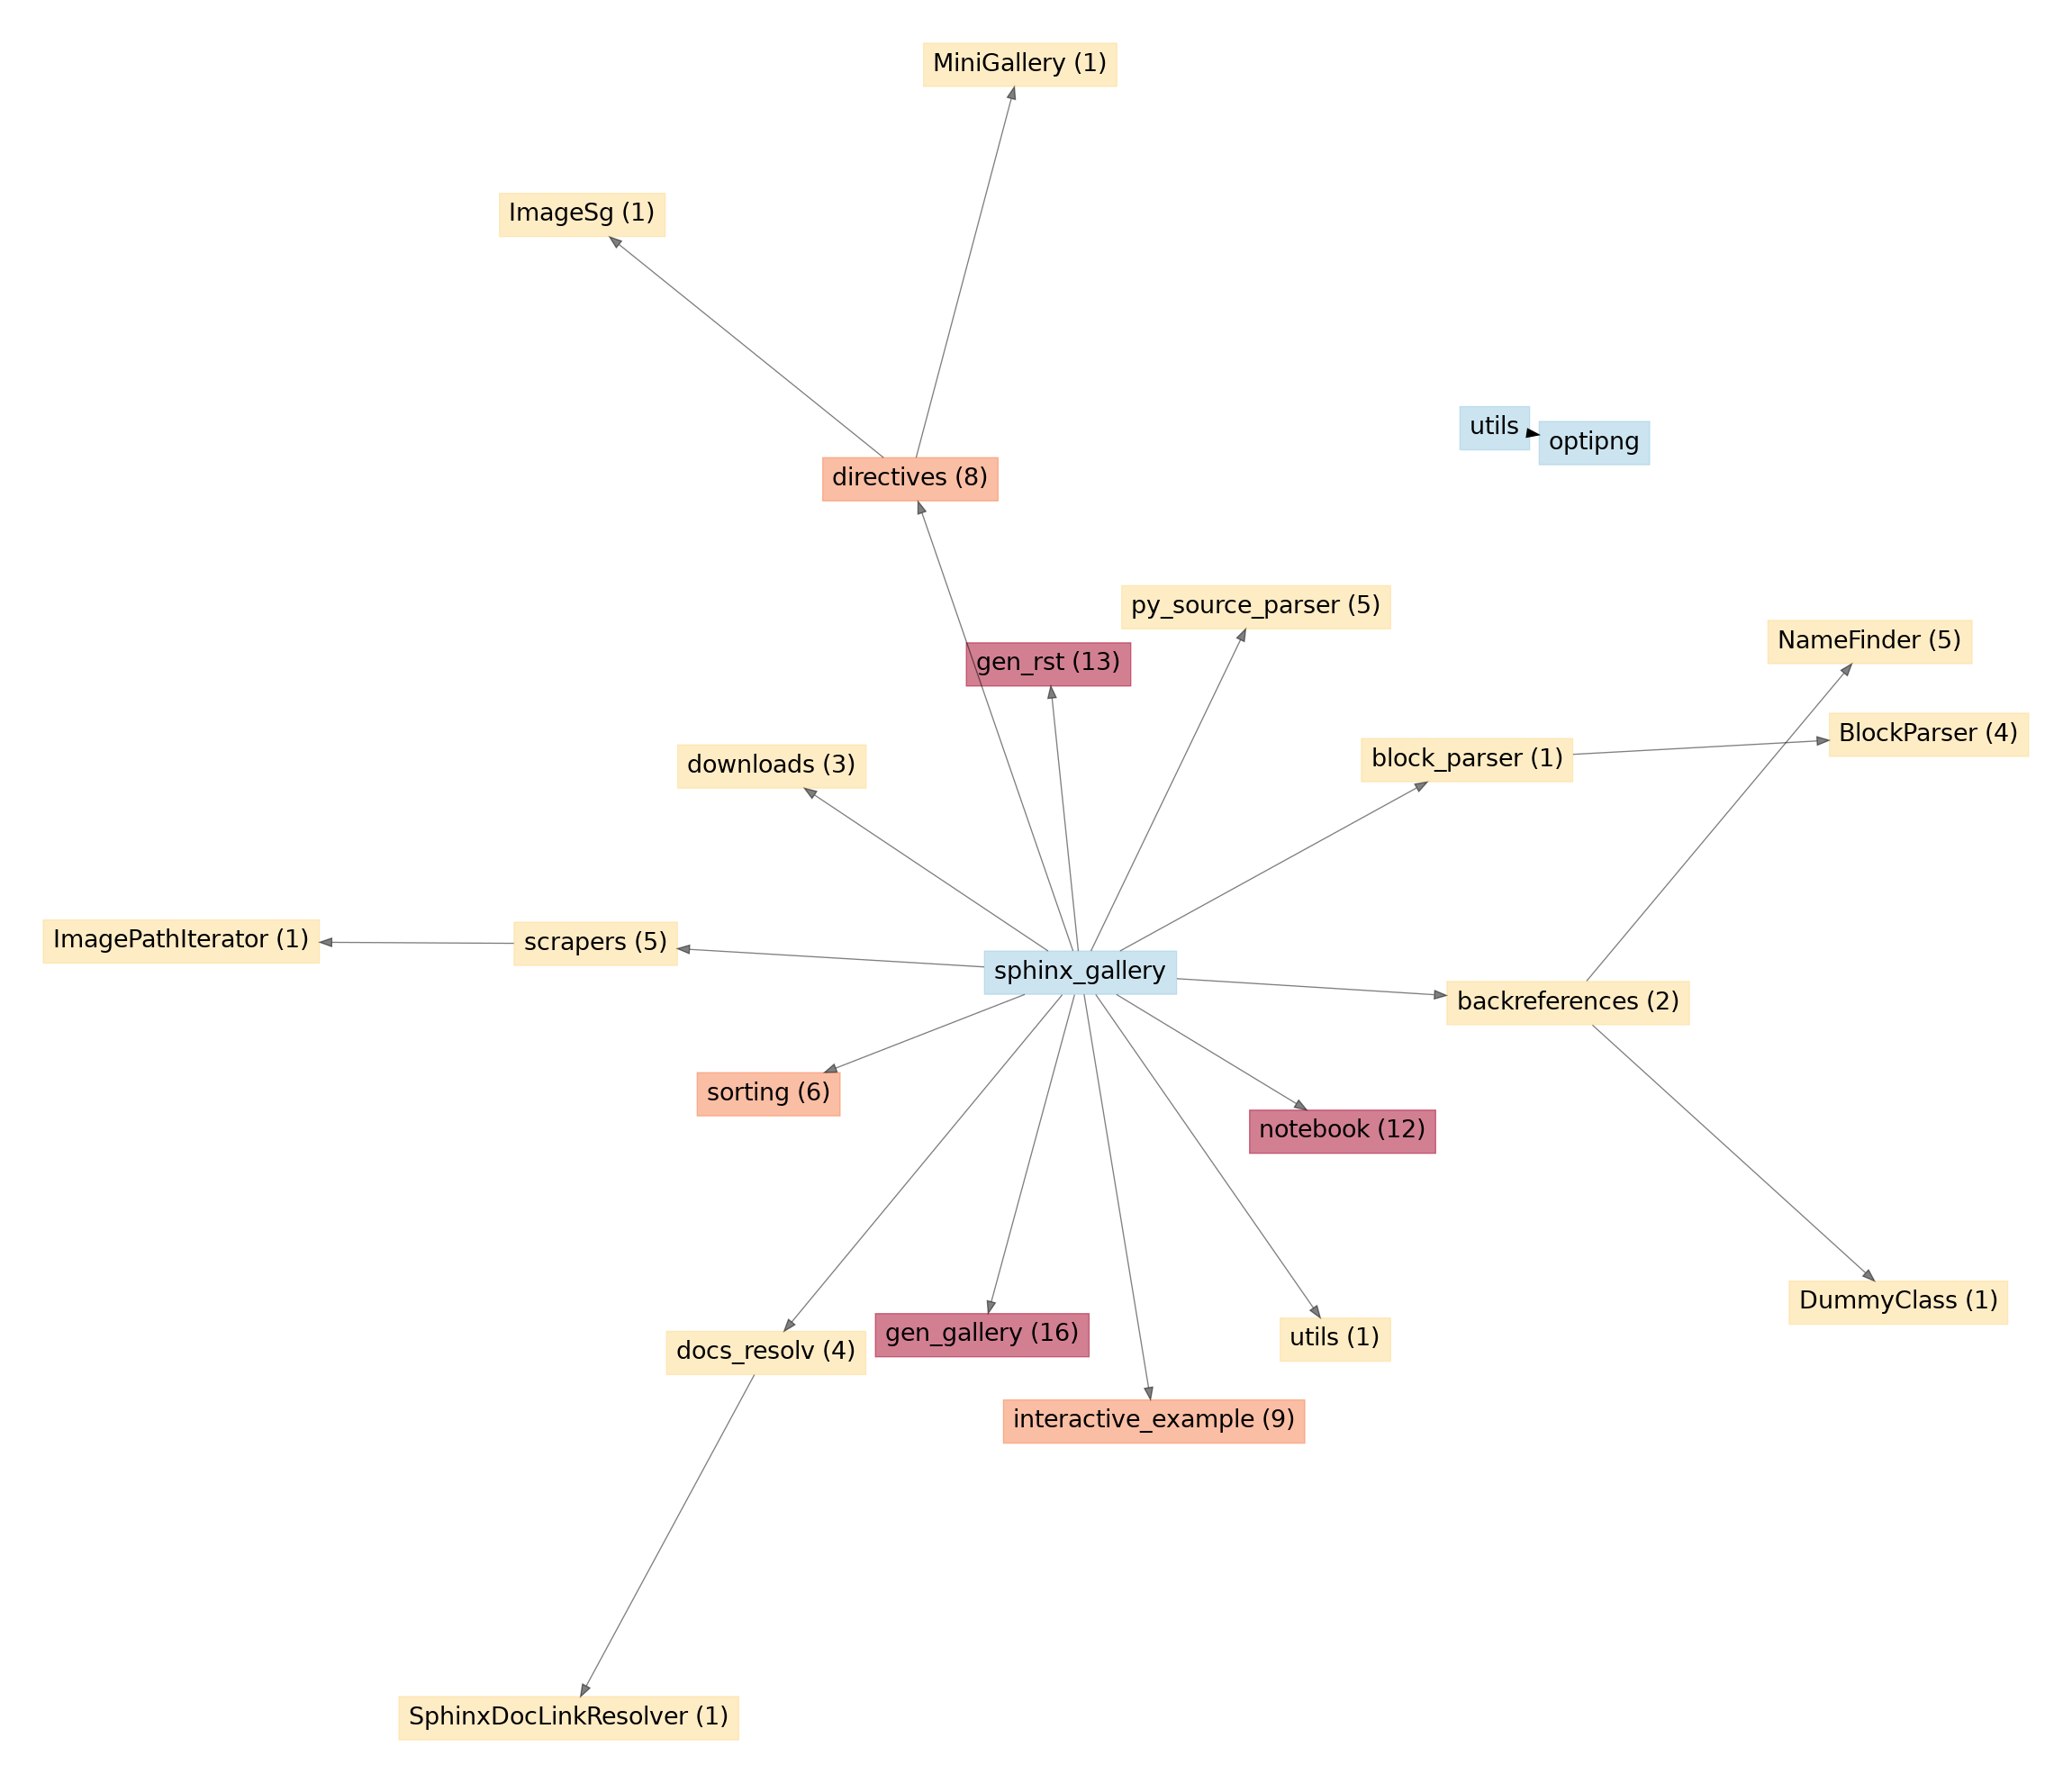 MiniGallery (1)
ImageSg (1)
utils
optipng
directives (8)
py_source_parser (5)
NameFinder (5)
gen_rst (13)
BlockParser (4)
block_parser (1)
downloads (3)
ImagePathIterator (1)
scrapers (5)
sphinx_gallery
backreferences (2)
sorting (6)
notebook (12)
DummyClass (1)
gen_gallery (16)
utils (1)
docs_resolv (4)
interactive_example (9)
SphinxDocLinkResolver (1)